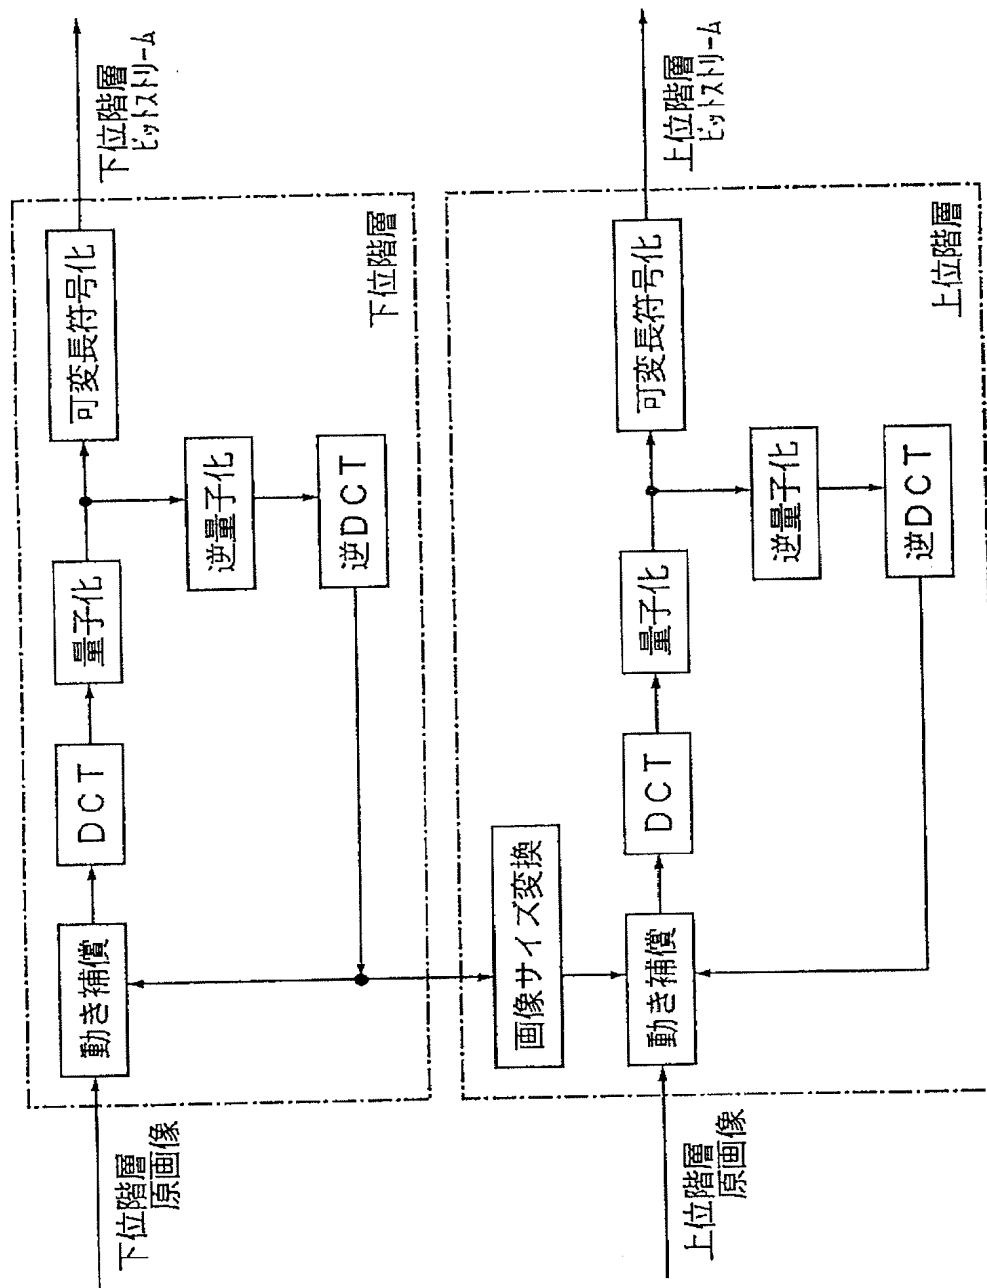 下位階層
原画像
動き補償
DCT
量子化
可変長符号化
逆量子化
逆DCT
下位階層
下位階層
ビットストリーム
上位階層
原画像
画像サイズ変換
動き補償
DCT
量子化
可変長符号化
逆量子化
逆DCT
上位階層
上位階層
ビットストリーム